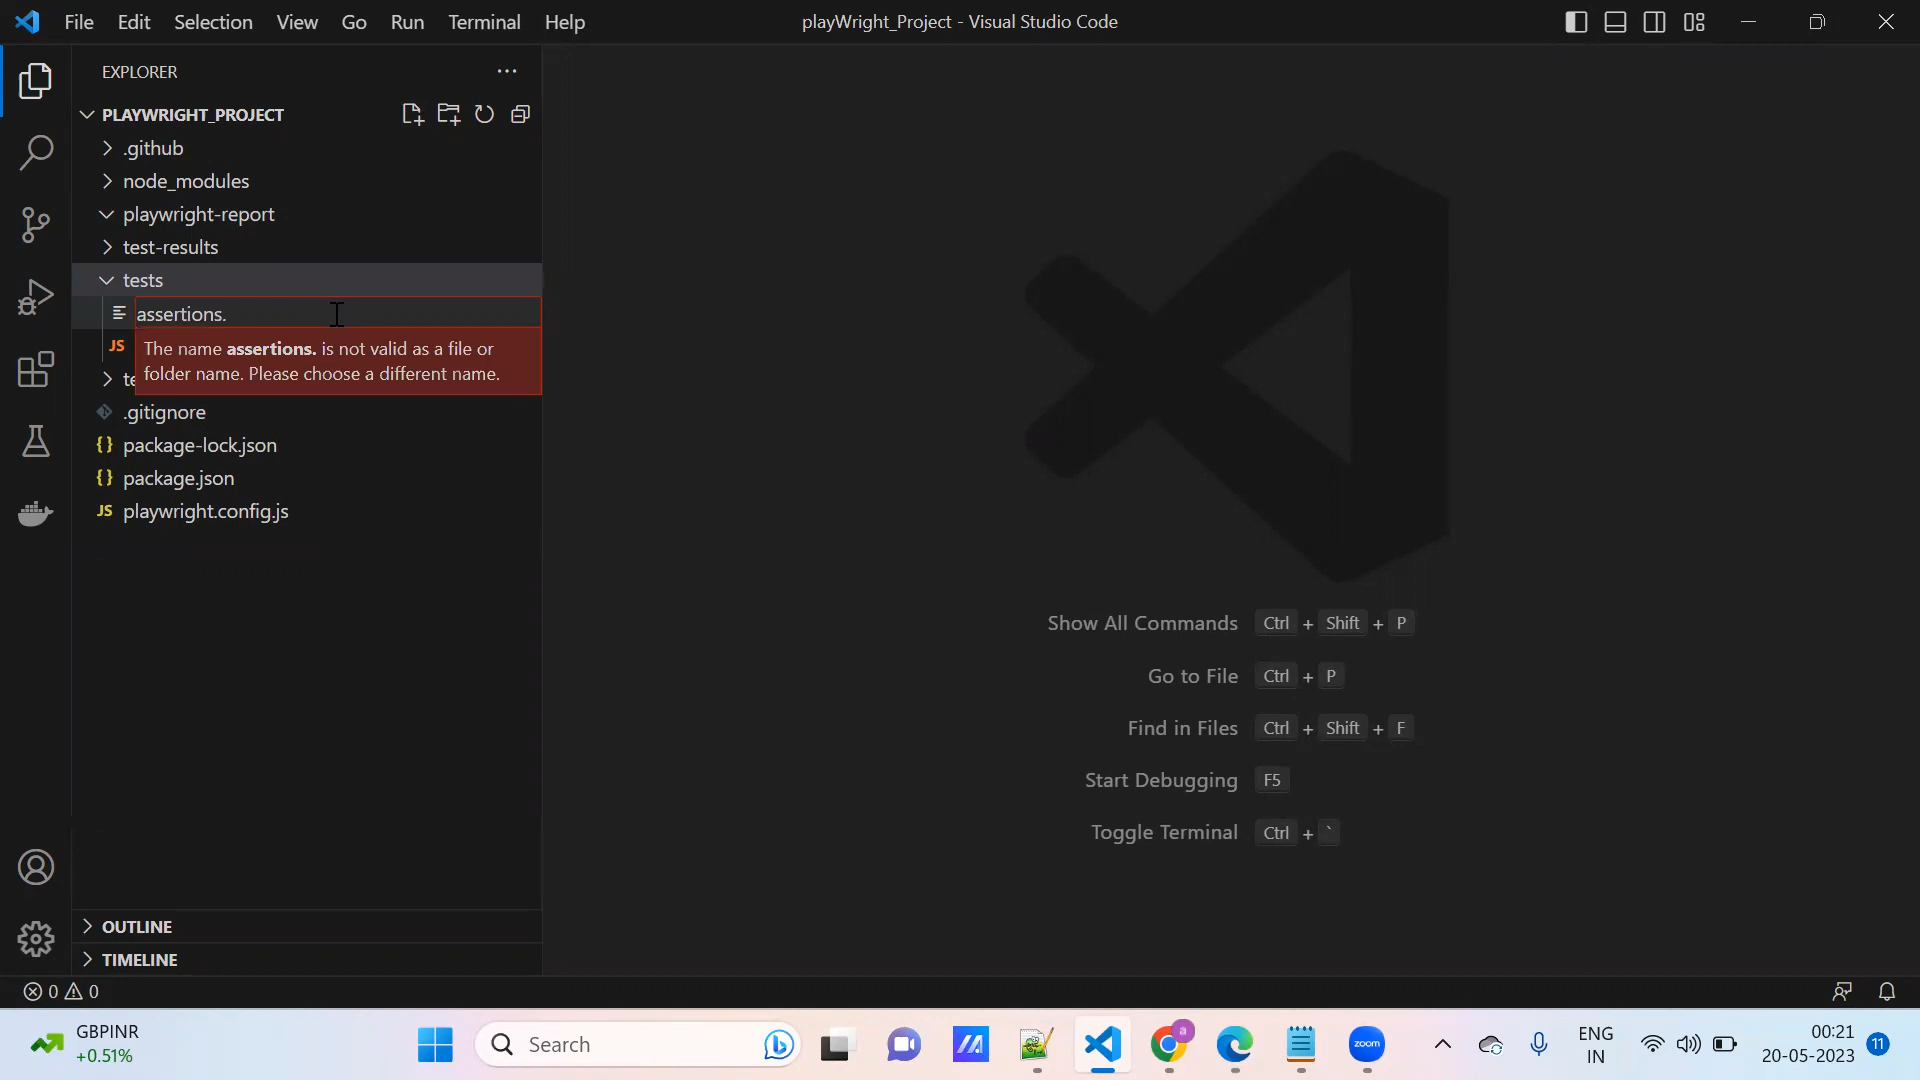 File Edit Selection View Go Run Terminal Help
playWright_Project - Visual Studio Code
EXPLORER
PLAYWRIGHT_PROJECT
.github
node_modules
playwright-report
test-results
tests
assertions.
JS
The name assertions. is not valid as a file or
folder name. Please choose a different name.
te
.gitignore
{} package-lock.json
{} package.json
JS playwright.config.js
Show All Commands Ctrl + Shift + P
Go to File Ctrl + P
Find in Files Ctrl + Shift + F
Start Debugging F5
Toggle Terminal Ctrl + `
OUTLINE
TIMELINE
0 0
GBPINR
+0.51%
Search
a
zoom
ENG
IN
00:21
20-05-2023
11